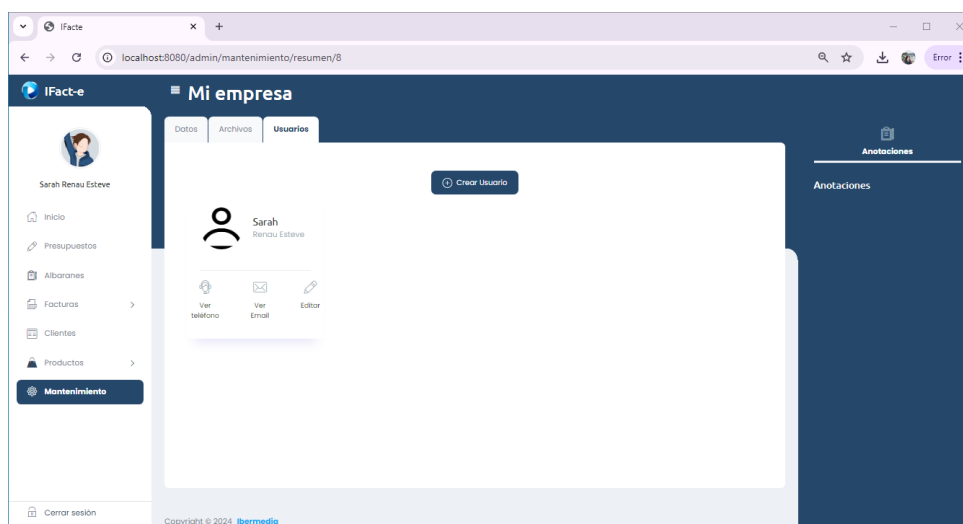 IFacte
localhost:8080/admin/mantenimiento/resumen/8
Error
IFact-e
Mi empresa
Sarah Renau Esteve
Inicio
Presupuestos
Albaranes
Facturas
Clientes
Productos
Mantenimiento
Cerrar sesión
Datos
Archivos
Usuarios
Crear Usuario
Sarah
Renau Esteve
Ver
teléfono
Ver
Email
Editar
Anotaciones
Anotaciones
Copyright © 2024 Ibermedia